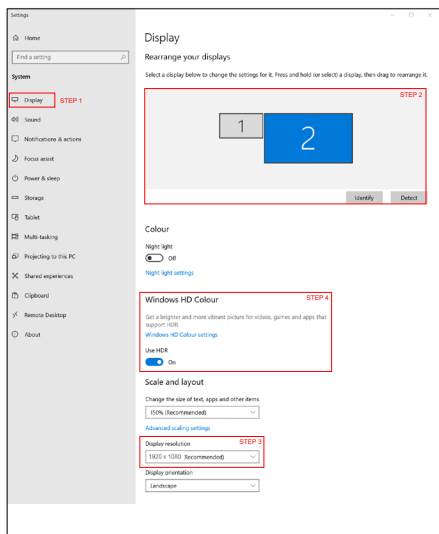 Settings
Home
Find a setting
System
Display STEP 1
Sound
Notifications & actions
Focus assist
Power & sleep
Storage
Tablet
Multi-tasking
Projecting to this PC
Shared experiences
Clipboard
Remote Desktop
About
Display
Rearrange your displays
Select a display below to change the settings for it. Press and hold (or select) a display, then drag to rearrange it.
STEP 2
1 2
Identify Detect
Colour
Night light
Off
Night light settings
Windows HD Colour STEP 4
Get a brighter and more vibrant picture for videos, games and apps that
support HDR.
Windows HD Colour settings
Use HDR
On
Scale and layout
Change the size of text, apps and other items
150% (Recommended)
Advanced scaling settings
Display resolution STEP 3
1920 x 1080 (Recommended)
Display orientation
Landscape